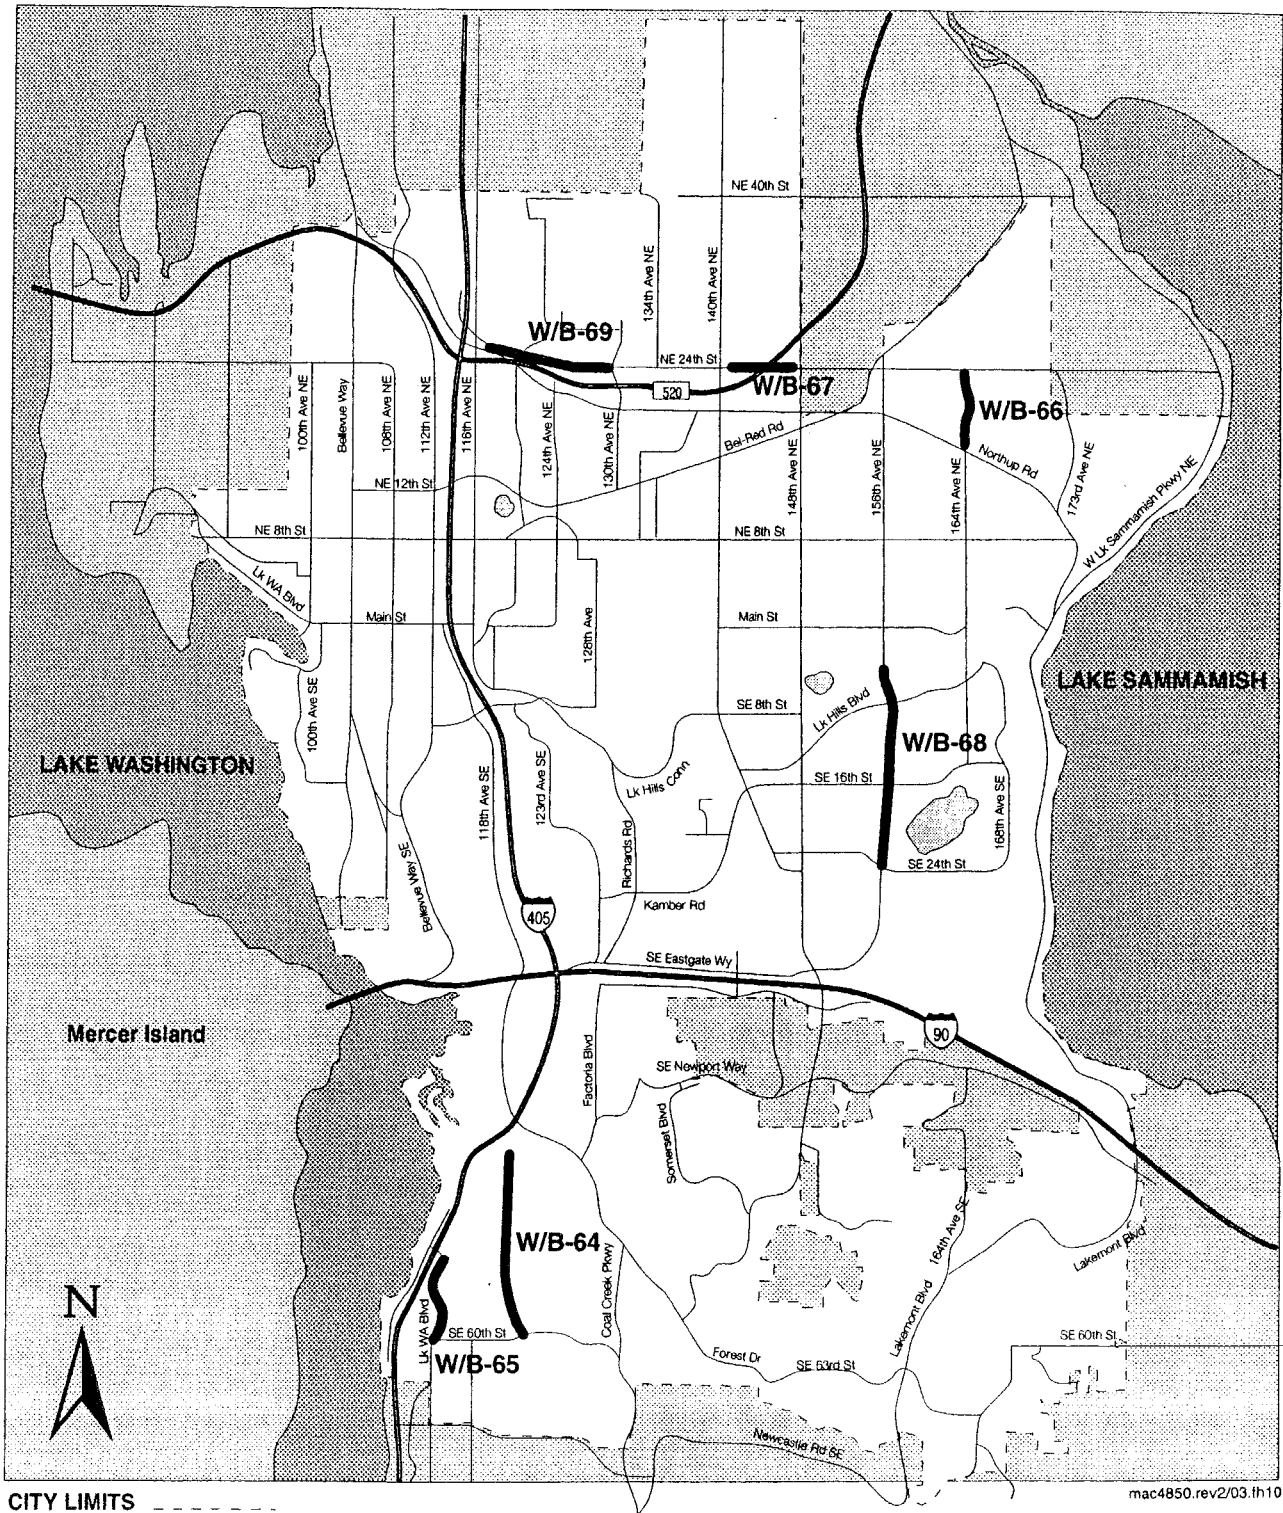 NE 40th St
134th Ave NE
140th Ave NE
W/B-69
NE 24th St
W/B-67
520
W/B-66
100th Ave NE
Bellevue Way
108th Ave NE
112th Ave NE
116th Ave NE
124th Ave NE
130th Ave NE
Bel-Red Rd
148th Ave NE
156th Ave NE
164th Ave NE
Northup Rd
173rd Ave NE
W Lk Sammamish Pkwy NE
NE 12th St
NE 8th St
NE 8th St
Lk WA Blvd
Main St
Main St
128th Ave
100th Ave SE
LAKE SAMMAMISH
SE 8th St
Lk Hills Blvd
W/B-68
LAKE WASHINGTON
118th Ave SE
123rd Ave SE
Lk Hills Conn
SE 16th St
168th Ave SE
Richards Rd
Bellevue Way SE
SE 24th St
Kamber Rd
405
SE Eastgate Wy
Mercer Island
90
Factoria Blvd
SE Newport Way
Somerset Blvd
W/B-64
Coal Creek Pkwy
164th Ave SE
Lakemont Blvd
Lakemont Blvd
N
Lk WA Blvd
SE 60th St
W/B-65
Forest Dr
SE 63rd St
SE 60th St
Newcastle Rd SE
CITY LIMITS
mac4850.rev2/03.fh10